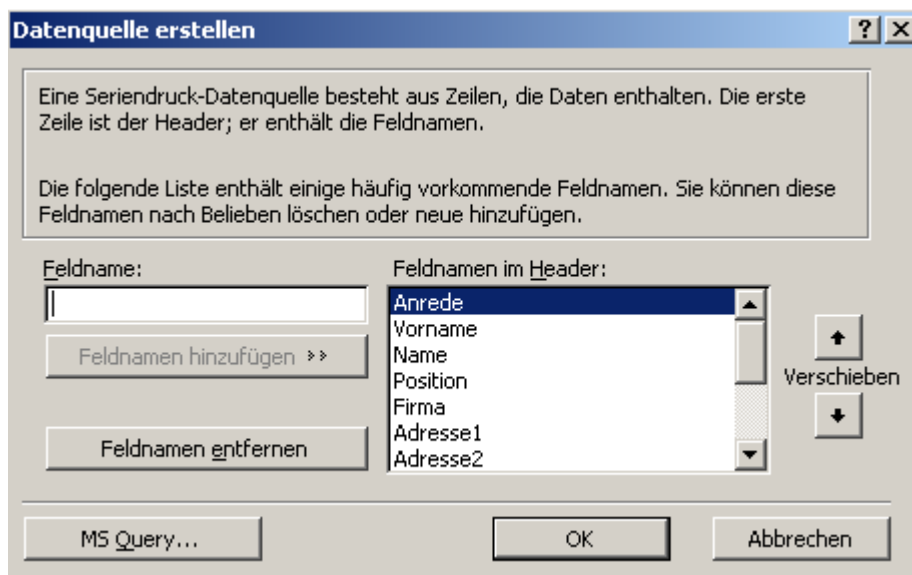 Datenquelle erstellen
Eine Seriendruck-Datenquelle besteht aus Zeilen, die Daten enthalten. Die erste
Zeile ist der Header; er enthält die Feldnamen.
Die folgende Liste enthält einige häufig vorkommende Feldnamen. Sie können diese
Feldnamen nach Belieben löschen oder neue hinzufügen.
Feldname:
Feldnamen hinzufügen >>
Feldnamen entfernen
Feldnamen im Header:
Anrede
Vorname
Name
Position
Firma
Adresse1
Adresse2
Verschieben
MS Query...
OK
Abbrechen